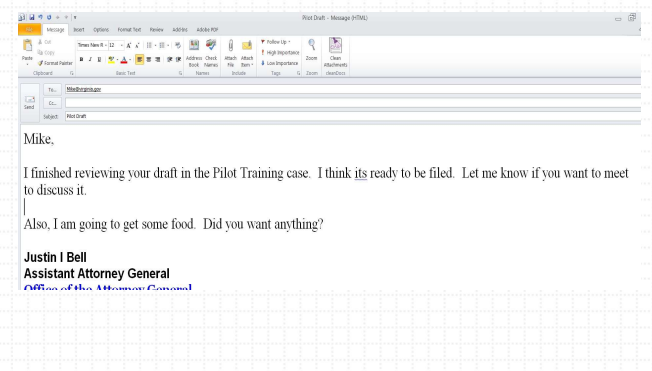 Pilot Draft - Message (HTML)
Message Insert Options Format Text Review Add-Ins Adobe PDF
Cut
Copy
Paste Format Painter
Times New R 12
B I U
Address Book Check Names
Attach File Attach Item
Follow Up
High Importance
Low Importance
Zoom
Clean Attachments
Clipboard Basic Text Names Include Tags Zoom cleanDocs
To... Mike@virginia.gov
Cc...
Send
Subject: Pilot Draft
Mike,
I finished reviewing your draft in the Pilot Training case. I think its ready to be filed. Let me know if you want to meet
to discuss it.
Also, I am going to get some food. Did you want anything?
Justin I Bell
Assistant Attorney General
Office of the Attorney General